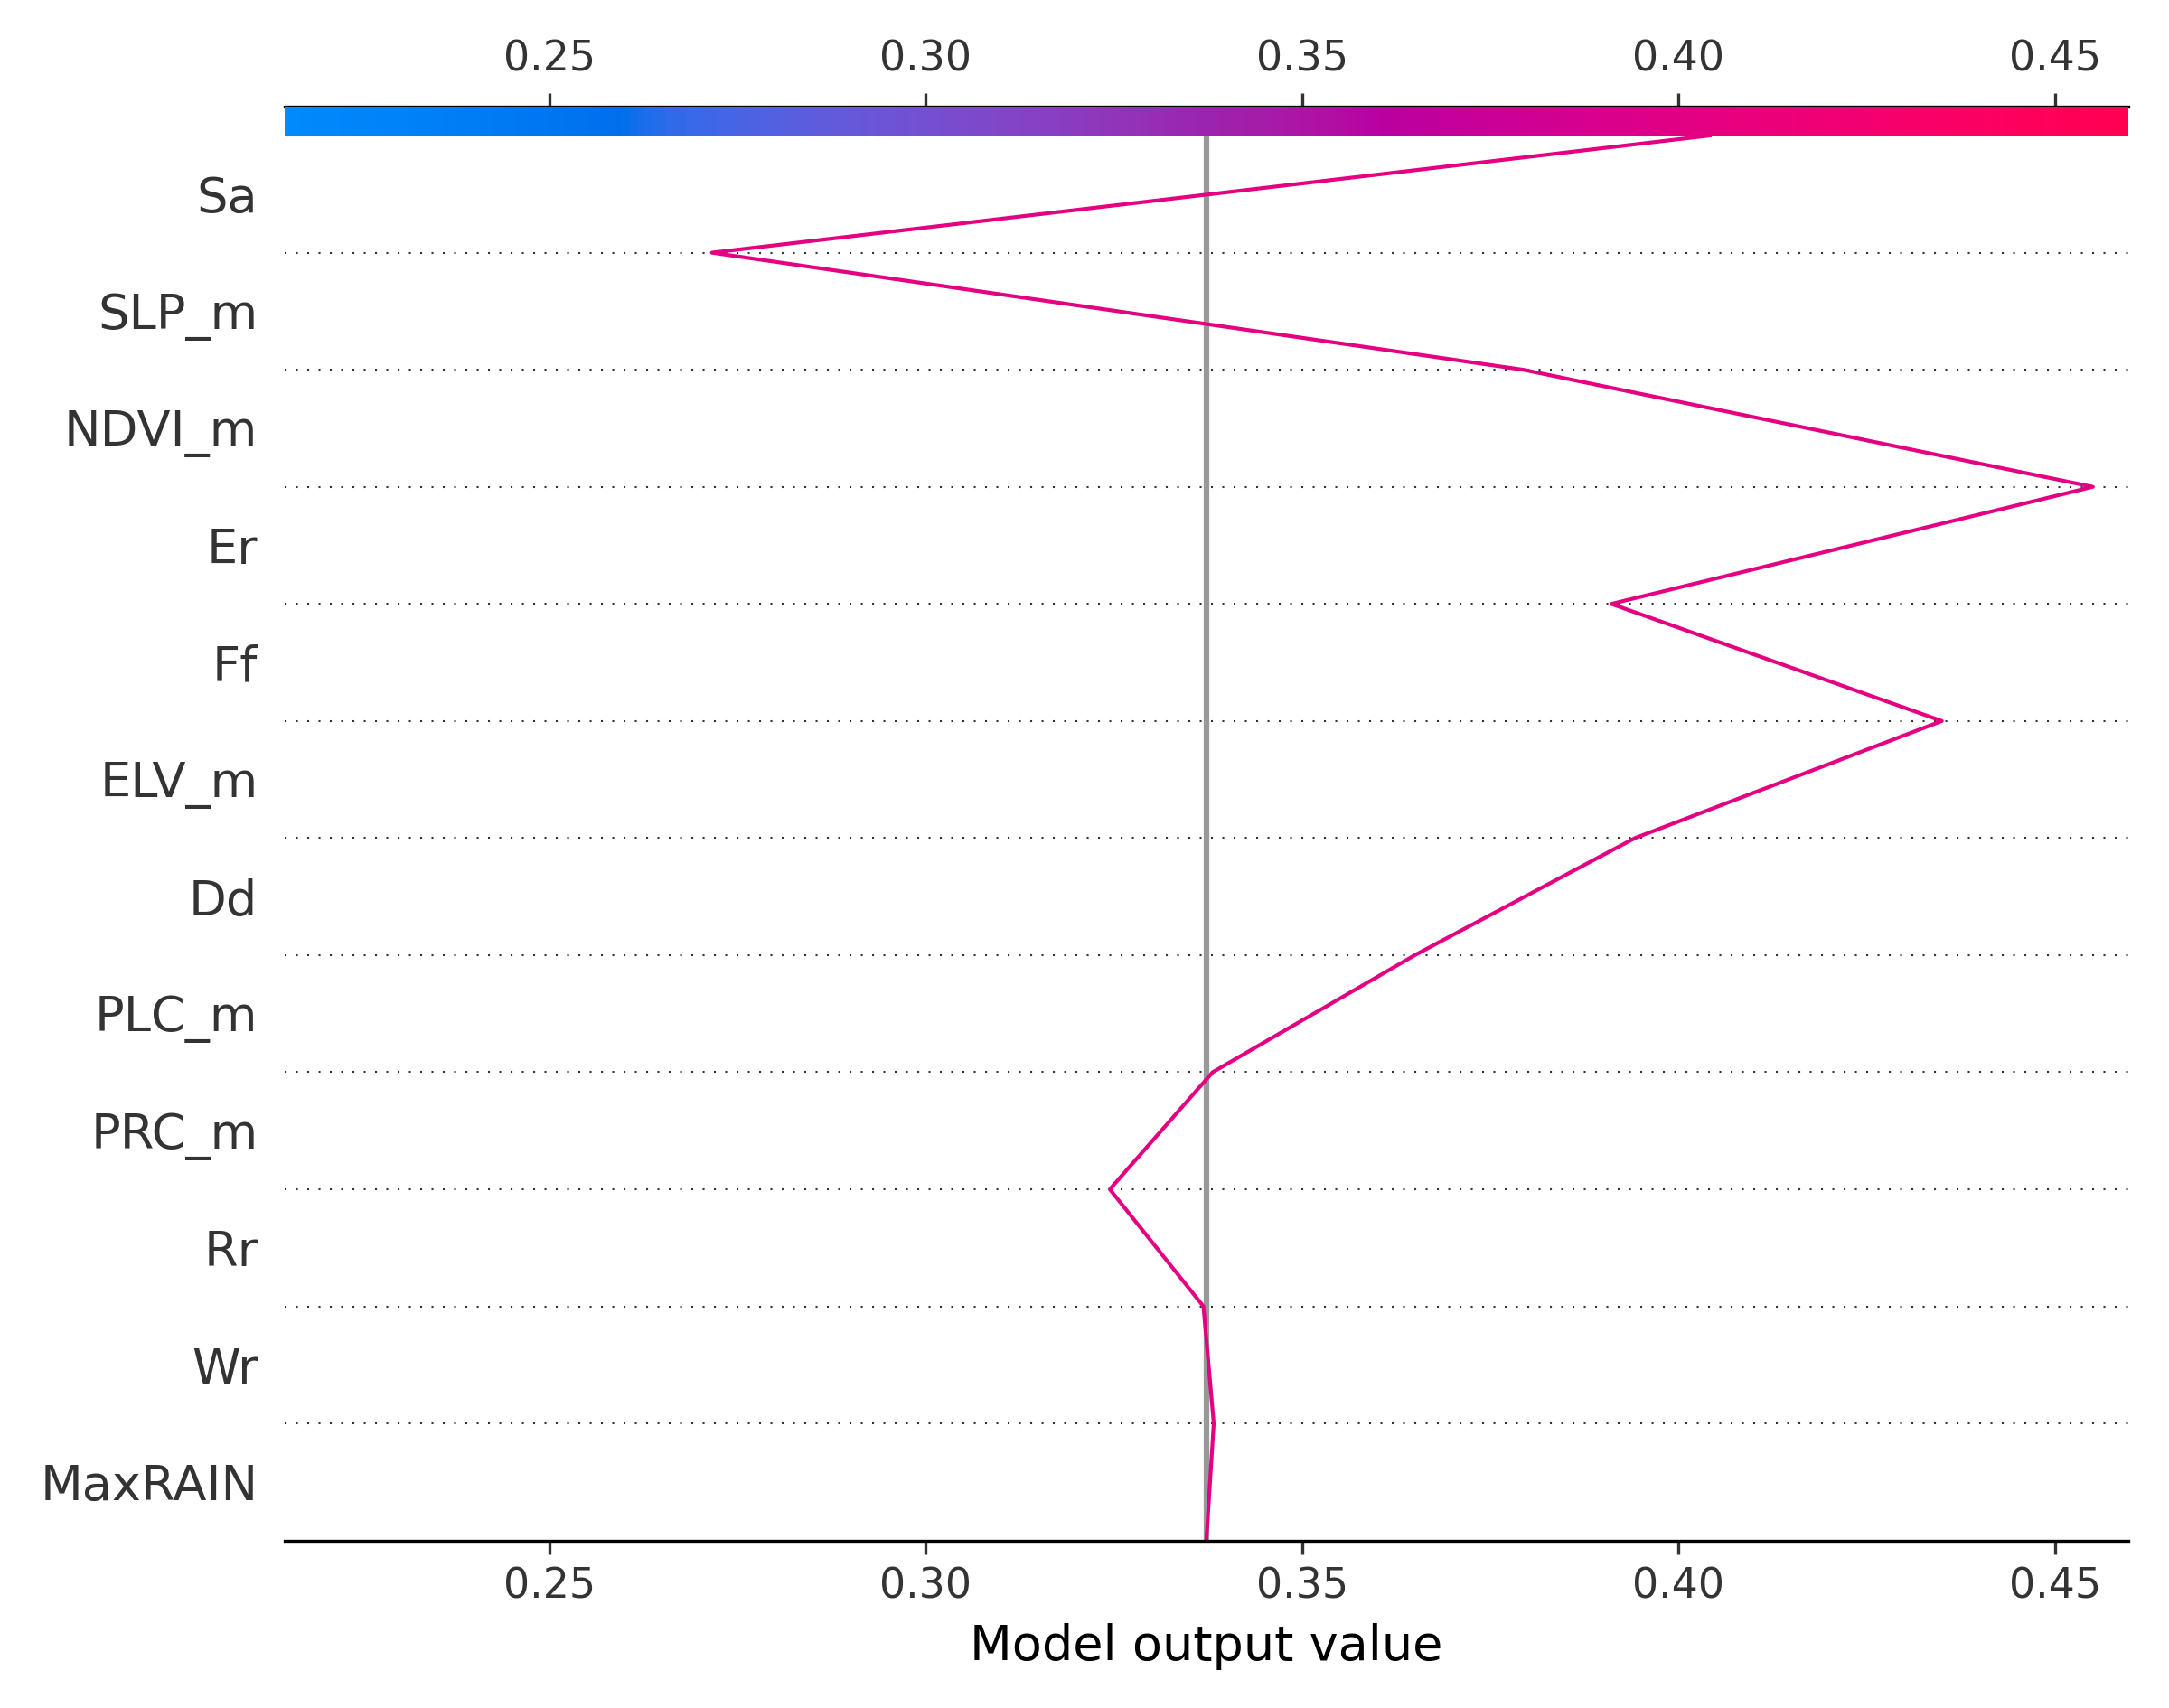 0.25 0.30 0.35 0.40 0.45
Sa
SLP_m
NDVI_m
Er
Ff
ELV_m
Dd
PLC_m
PRC_m
Rr
Wr
MaxRAIN
0.25 0.30 0.35 0.40 0.45
Model output value